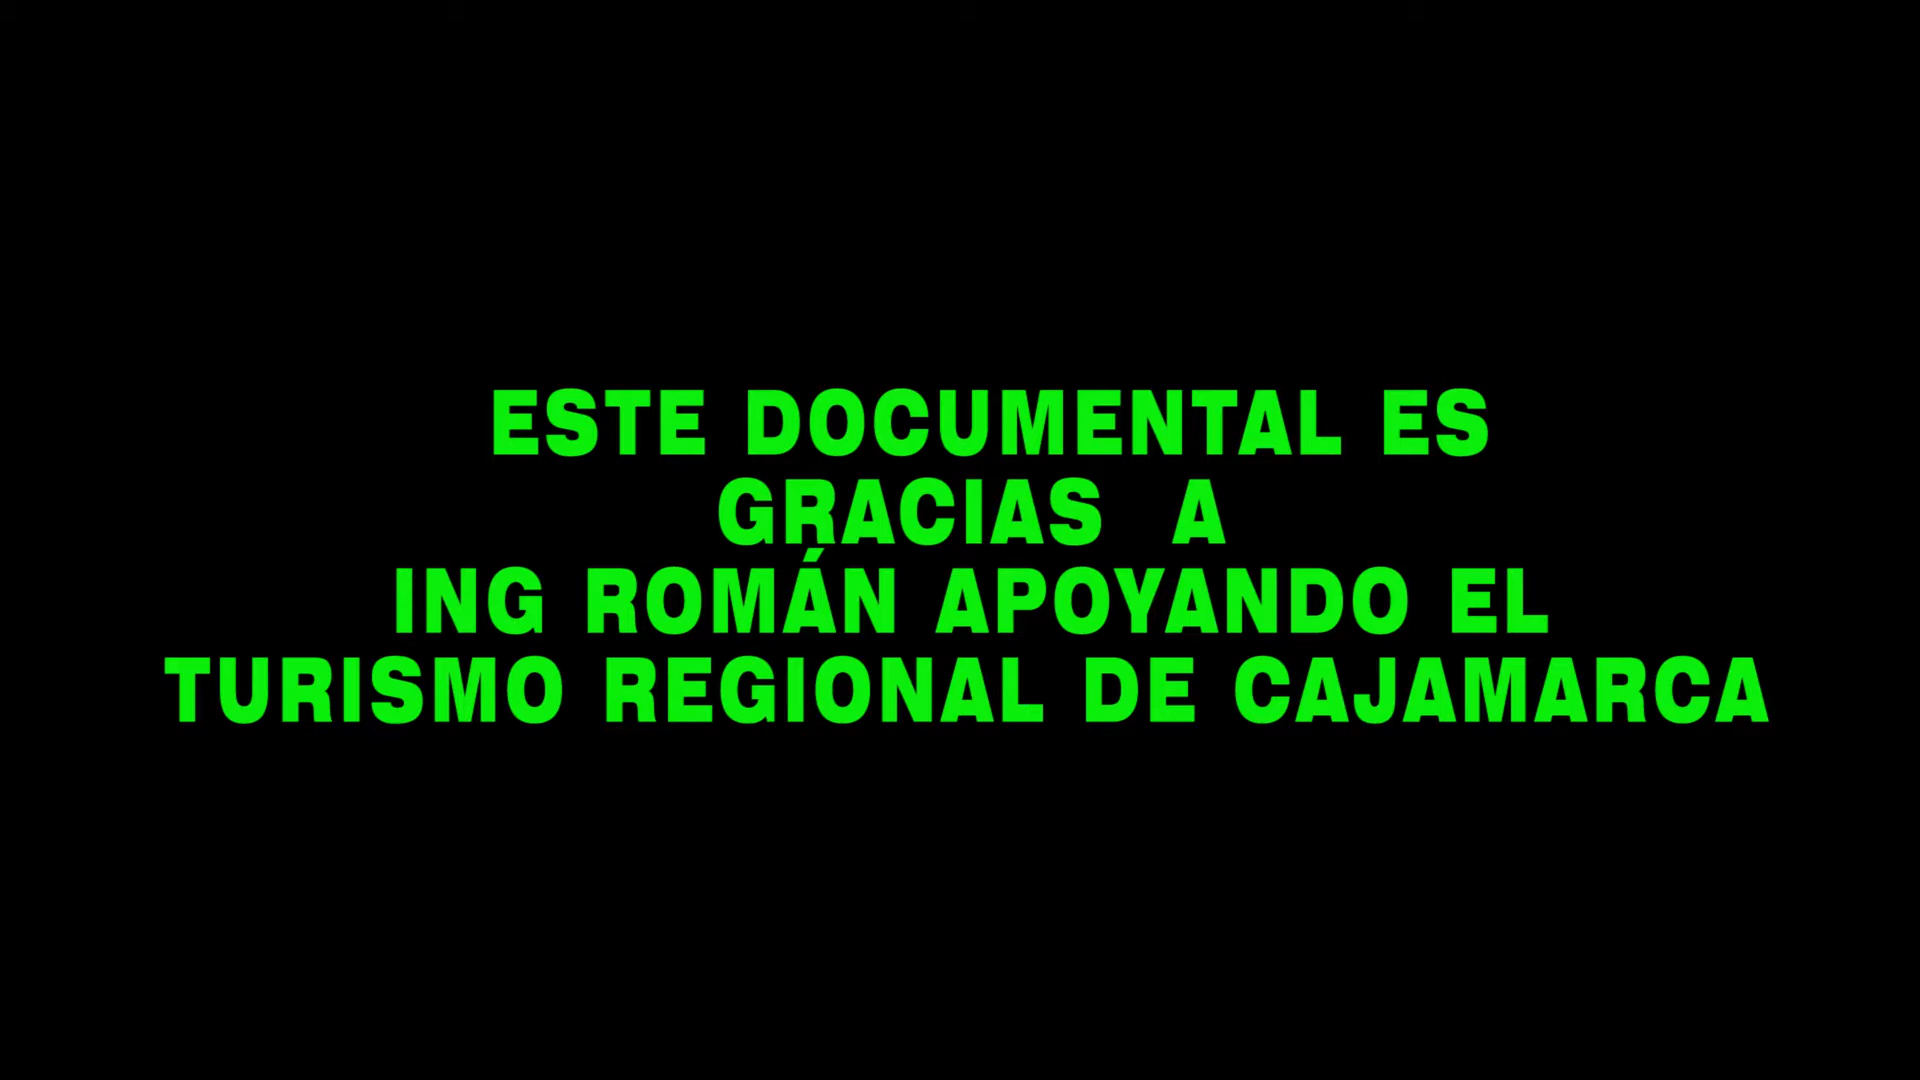 ESTE DOCUMENTAL ES
GRACIAS  A
ING ROMÁN APOYANDO EL
TURISMO REGIONAL DE CAJAMARCA